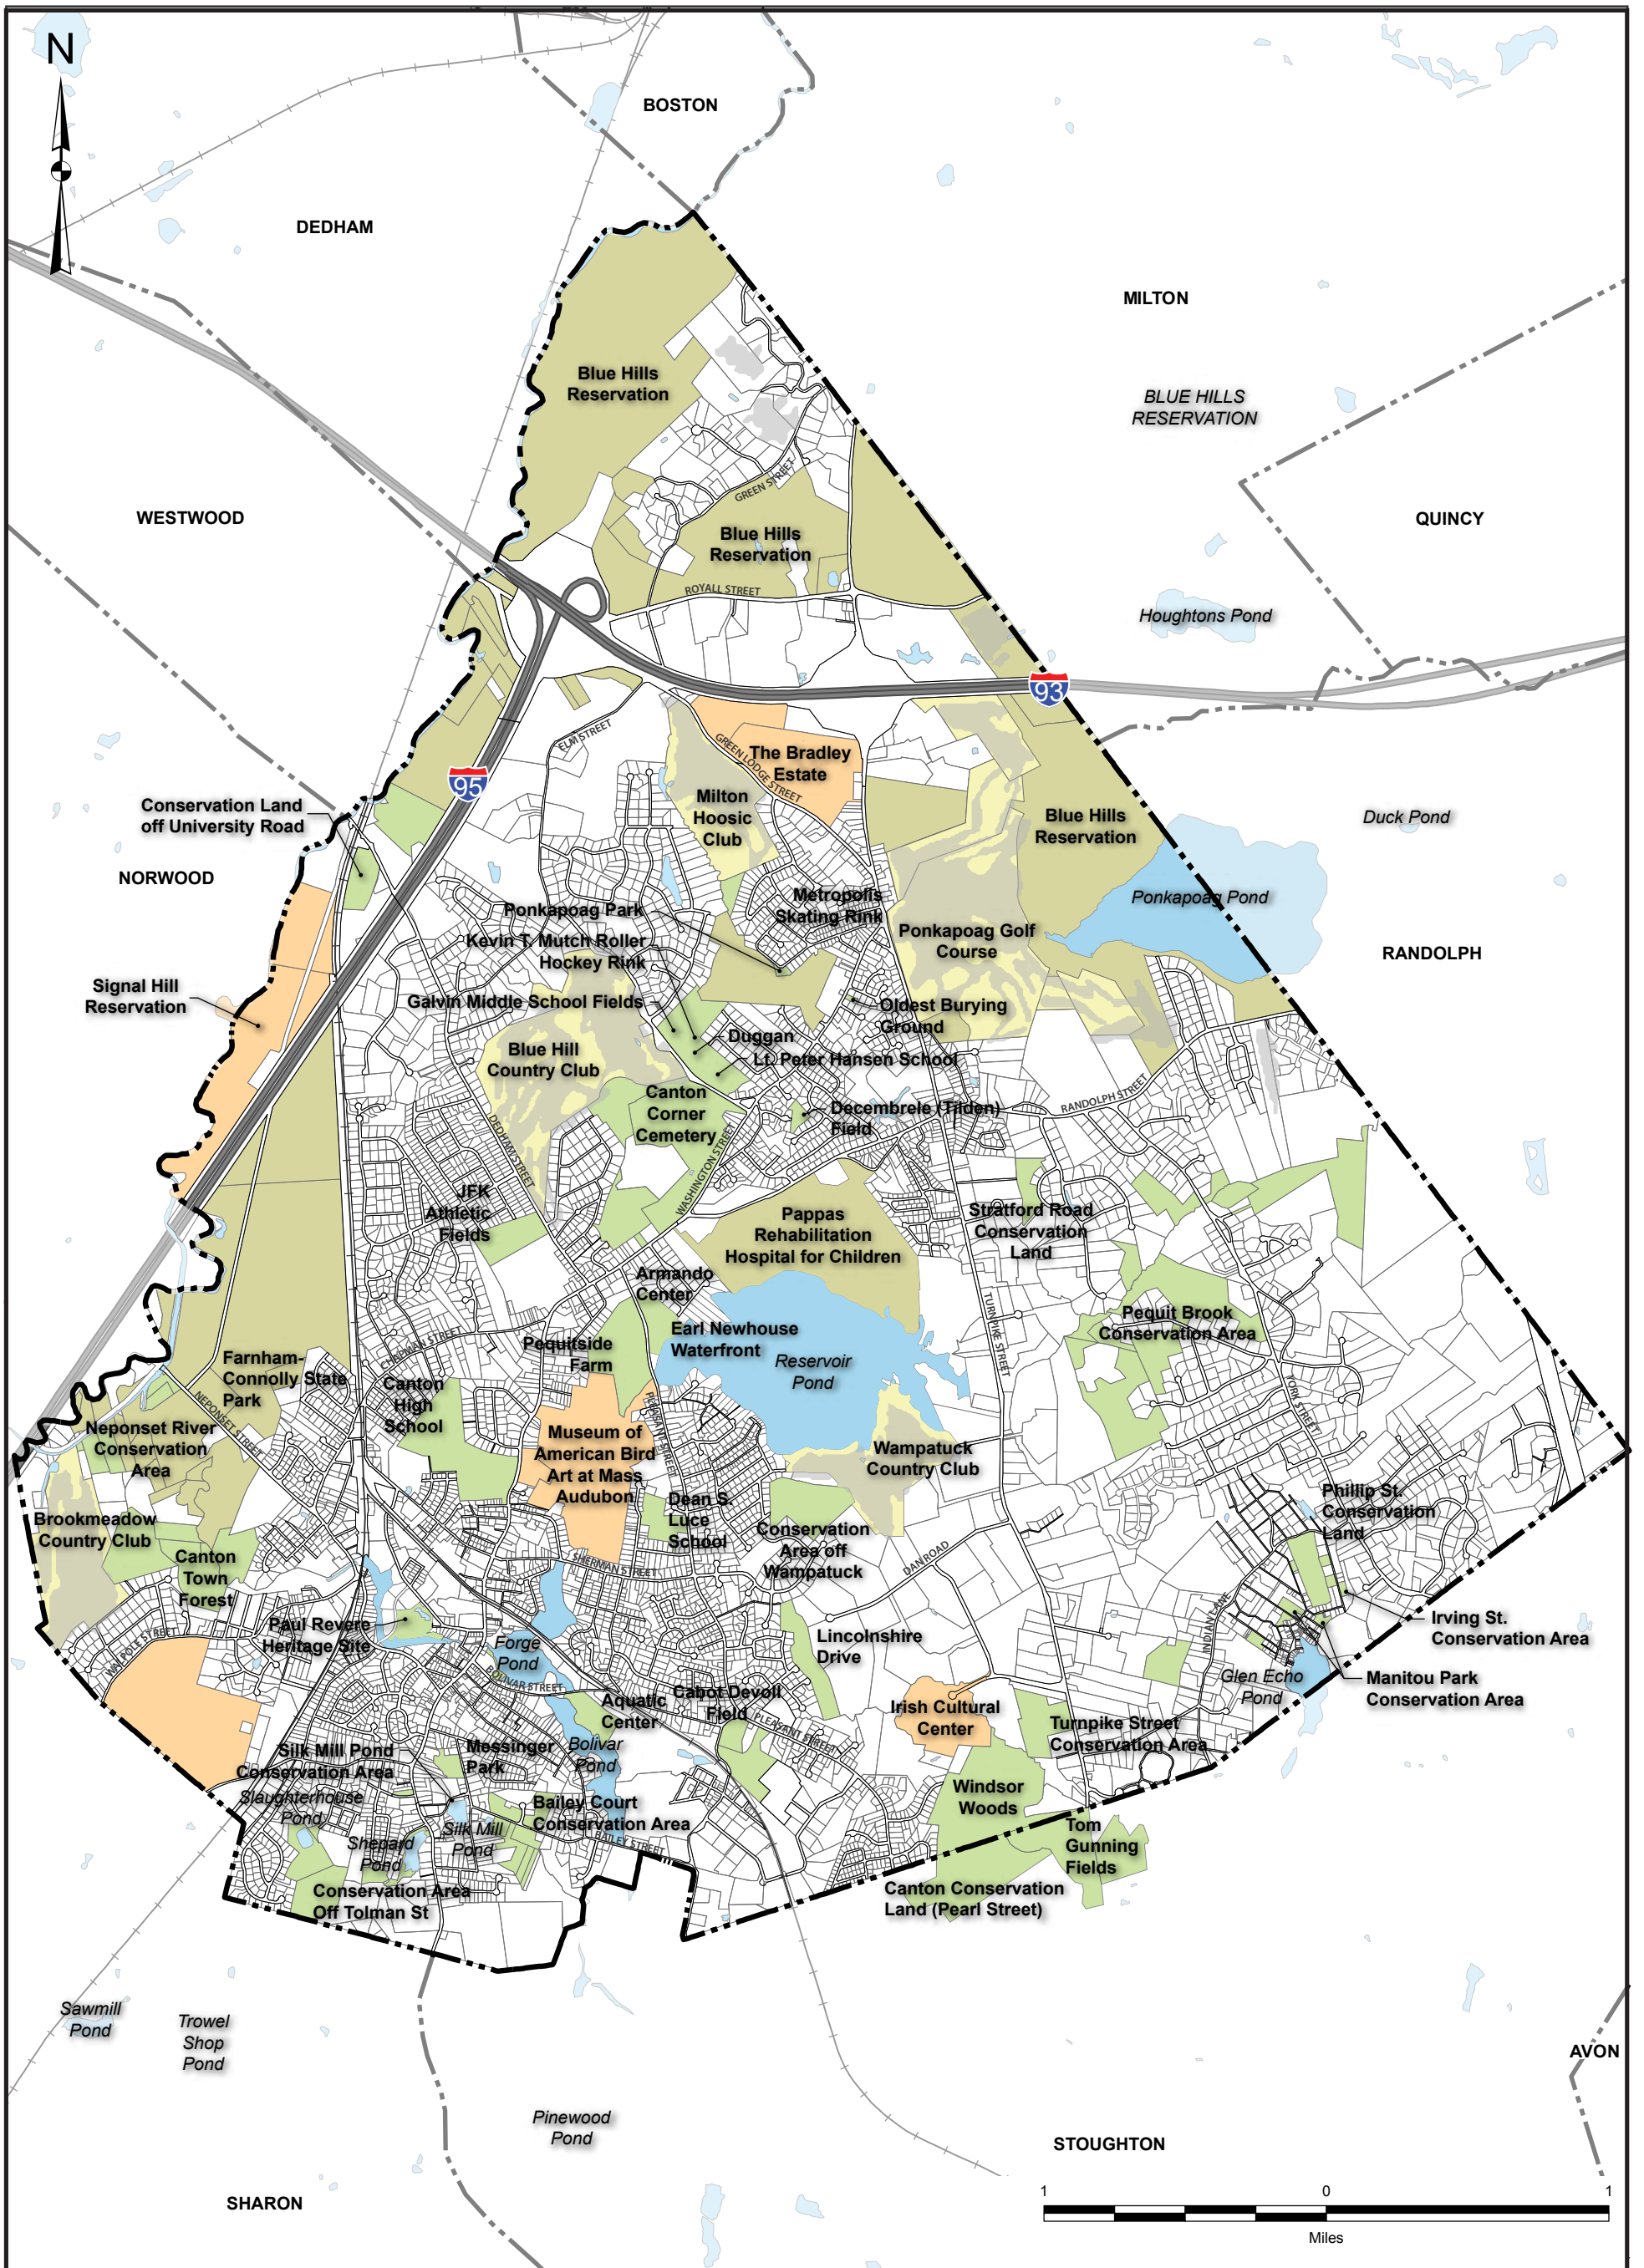 N
BOSTON
DEDHAM
MILTON
BLUE HILLS
RESERVATION
Blue Hills
Reservation
WESTWOOD
QUINCY
GREEN STREET
Blue Hills
Reservation
ROYALL STREET
Houghtons Pond
93
ELM STREET
GREEN LODGE STREET
The Bradley
Estate
95
Milton
Hoosic
Club
Conservation Land
off University Road
Blue Hills
Reservation
Duck Pond
NORWOOD
Metropolis
Skating Rink
Ponkapoag Pond
Ponkapoag Park
Kevin T. Mutch Roller
Hockey Rink
Ponkapoag Golf
Course
RANDOLPH
Signal Hill
Reservation
Galvin Middle School Fields
Oldest Burying
Ground
Duggan
Blue Hill
Country Club
Lt. Peter Hansen School
Canton
Corner
Cemetery
Decembrele (Tilden)
Field
RANDOLPH STREET
DEDHAM STREET
WASHINGTON STREET
JFK
Athletic
Fields
Pappas
Rehabilitation
Hospital for Children
Stratford Road
Conservation
Land
Armando
Center
TURNPIKE STREET
Pequit Brook
Conservation Area
Earl Newhouse
Waterfront
Pequitside
Farm
CHAPMAN STREET
Reservoir
Pond
Farnham-
Connolly State
Park
Canton
High
School
NEPONSET STREET
PLEASANT STREET
YORK STREET
Neponset River
Conservation
Area
Museum of
American Bird
Art at Mass
Audubon
Wampatuck
Country Club
Dean S.
Luce
School
Phillip St.
Conservation
Land
Brookmeadow
Country Club
Conservation
Area off
Wampatuck
Canton
Town
Forest
SHERMAN STREET
DAN ROAD
INDIAN LANE
Irving St.
Conservation Area
Paul Revere
Heritage Site
WALPOLE STREET
Forge
Pond
Lincolnshire
Drive
Glen Echo
Pond
Manitou Park
Conservation Area
BOLIVAR STREET
Aquatic
Center
Cabot Devoll
Field
Irish Cultural
Center
PLEASANT STREET
Turnpike Street
Conservation Area
Silk Mill Pond
Conservation Area
Messinger
Park
Bolivar
Pond
Slaughterhouse
Pond
Windsor
Woods
Bailey Court
Conservation Area
Shepard
Pond
Silk Mill
Pond
BAILEY STREET
Tom
Gunning
Fields
Conservation Area
Off Tolman St
Canton Conservation
Land (Pearl Street)
Sawmill
Pond
Trowel
Shop
Pond
AVON
Pinewood
Pond
STOUGHTON
SHARON
1 0 1
Miles